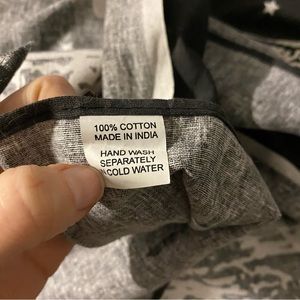 100% COTTON
MADE IN INDIA
HAND WASH
SEPARATELY
IN COLD WATER